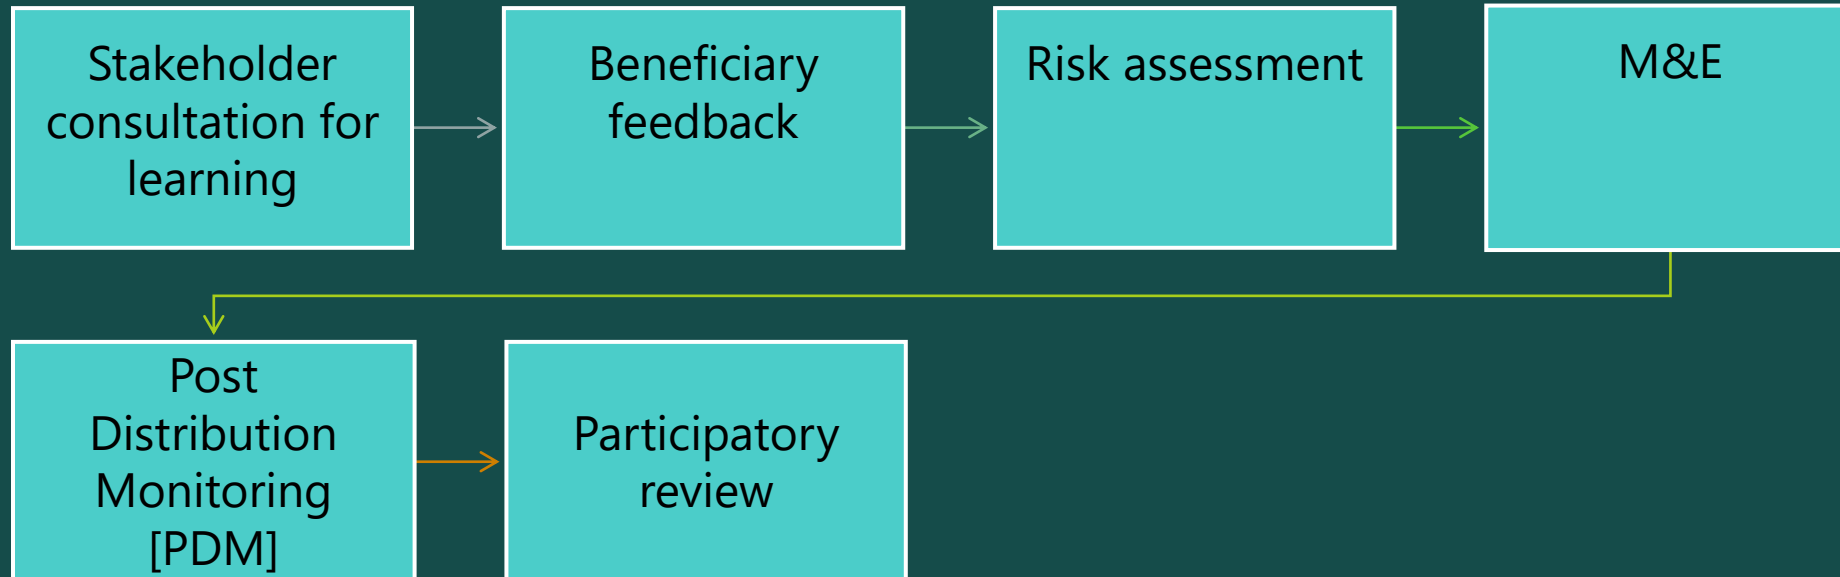 Stakeholder
consultation for
learning
Beneficiary
feedback
Risk assessment
M&E
Post
Distribution
Monitoring
[PDM]
Participatory
review